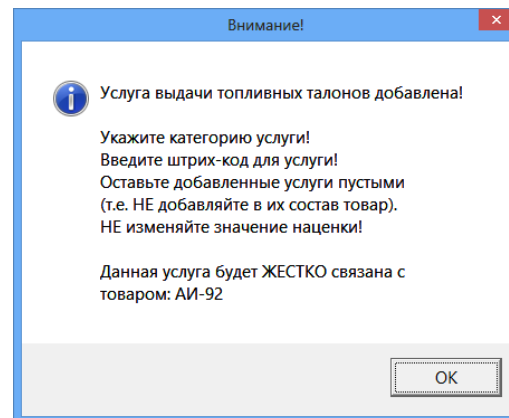 Внимание!
Услуга выдачи топливных талонов добавлена!
Укажите категорию услуги!
Введите штрих-код для услуги!
Оставьте добавленные услуги пустыми
(т.е. НЕ добавляйте в их состав товар).
НЕ изменяйте значение наценки!
Данная услуга будет ЖЕСТКО связана с
товаром: АИ-92
OK